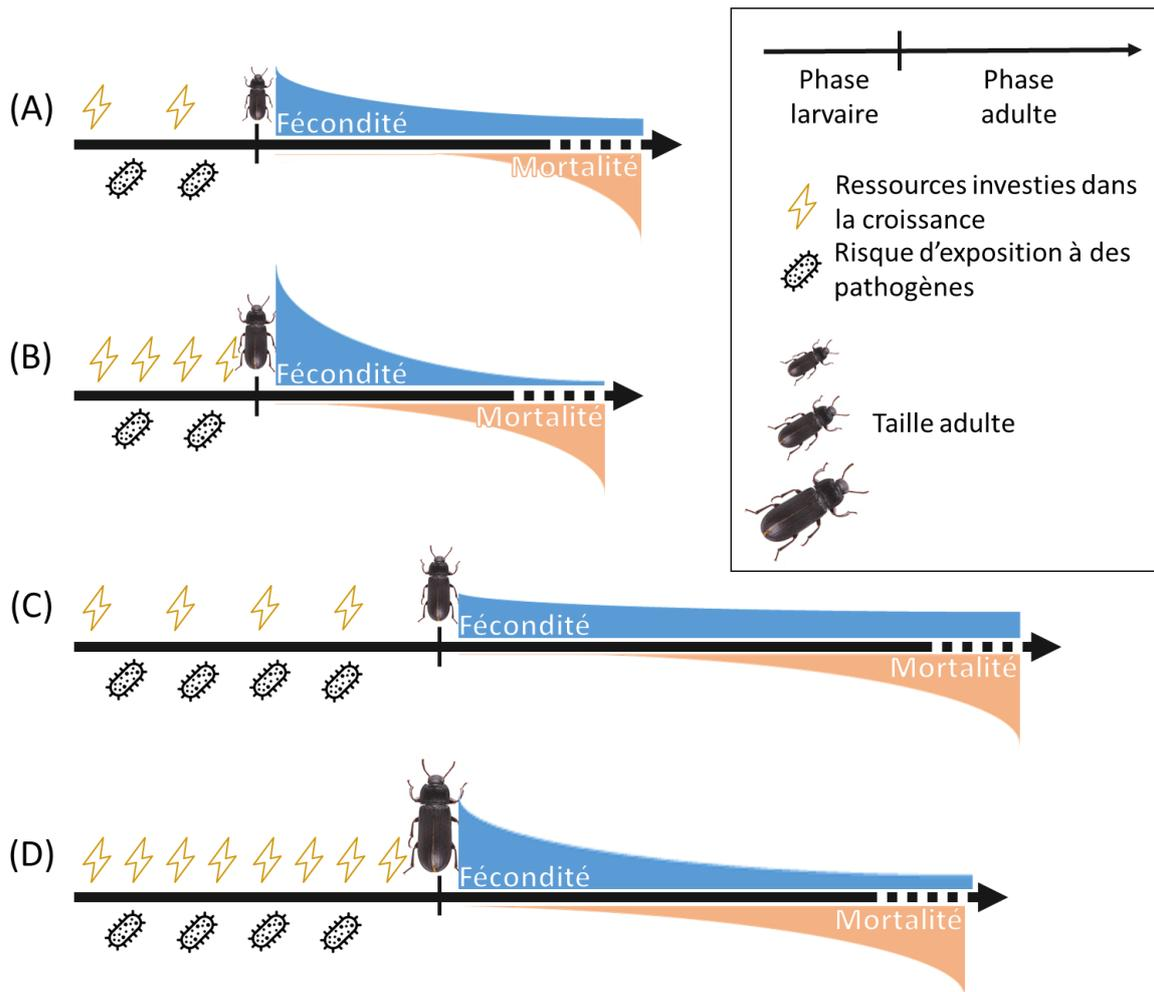 (A)
Fécondité
Mortalité
(B)
Fécondité
Mortalité
(C)
Fécondité
Mortalité
(D)
Fécondité
Mortalité
Phase
larvaire
Phase
adulte
Ressources investies dans
la croissance
Risque d’exposition à des
pathogènes
Taille adulte